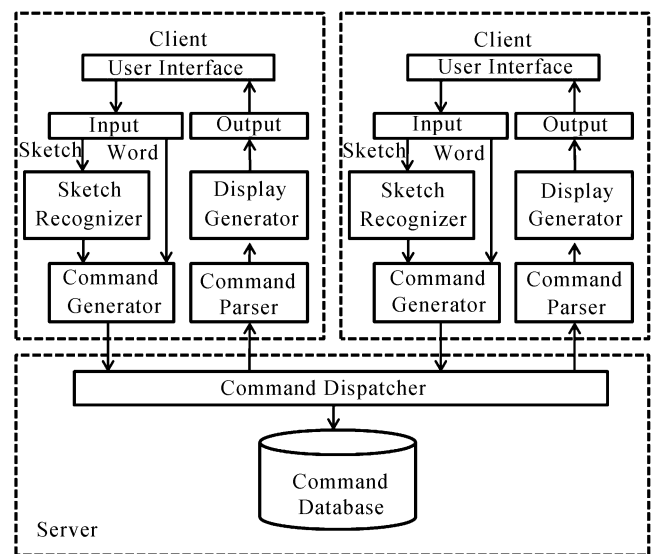 Client
User Interface
Input
Output
Sketch
Word
Sketch
Recognizer
Display
Generator
Command
Generator
Command
Parser
Client
User Interface
Input
Output
Sketch
Word
Sketch
Recognizer
Display
Generator
Command
Generator
Command
Parser
Command Dispatcher
Command
Database
Server